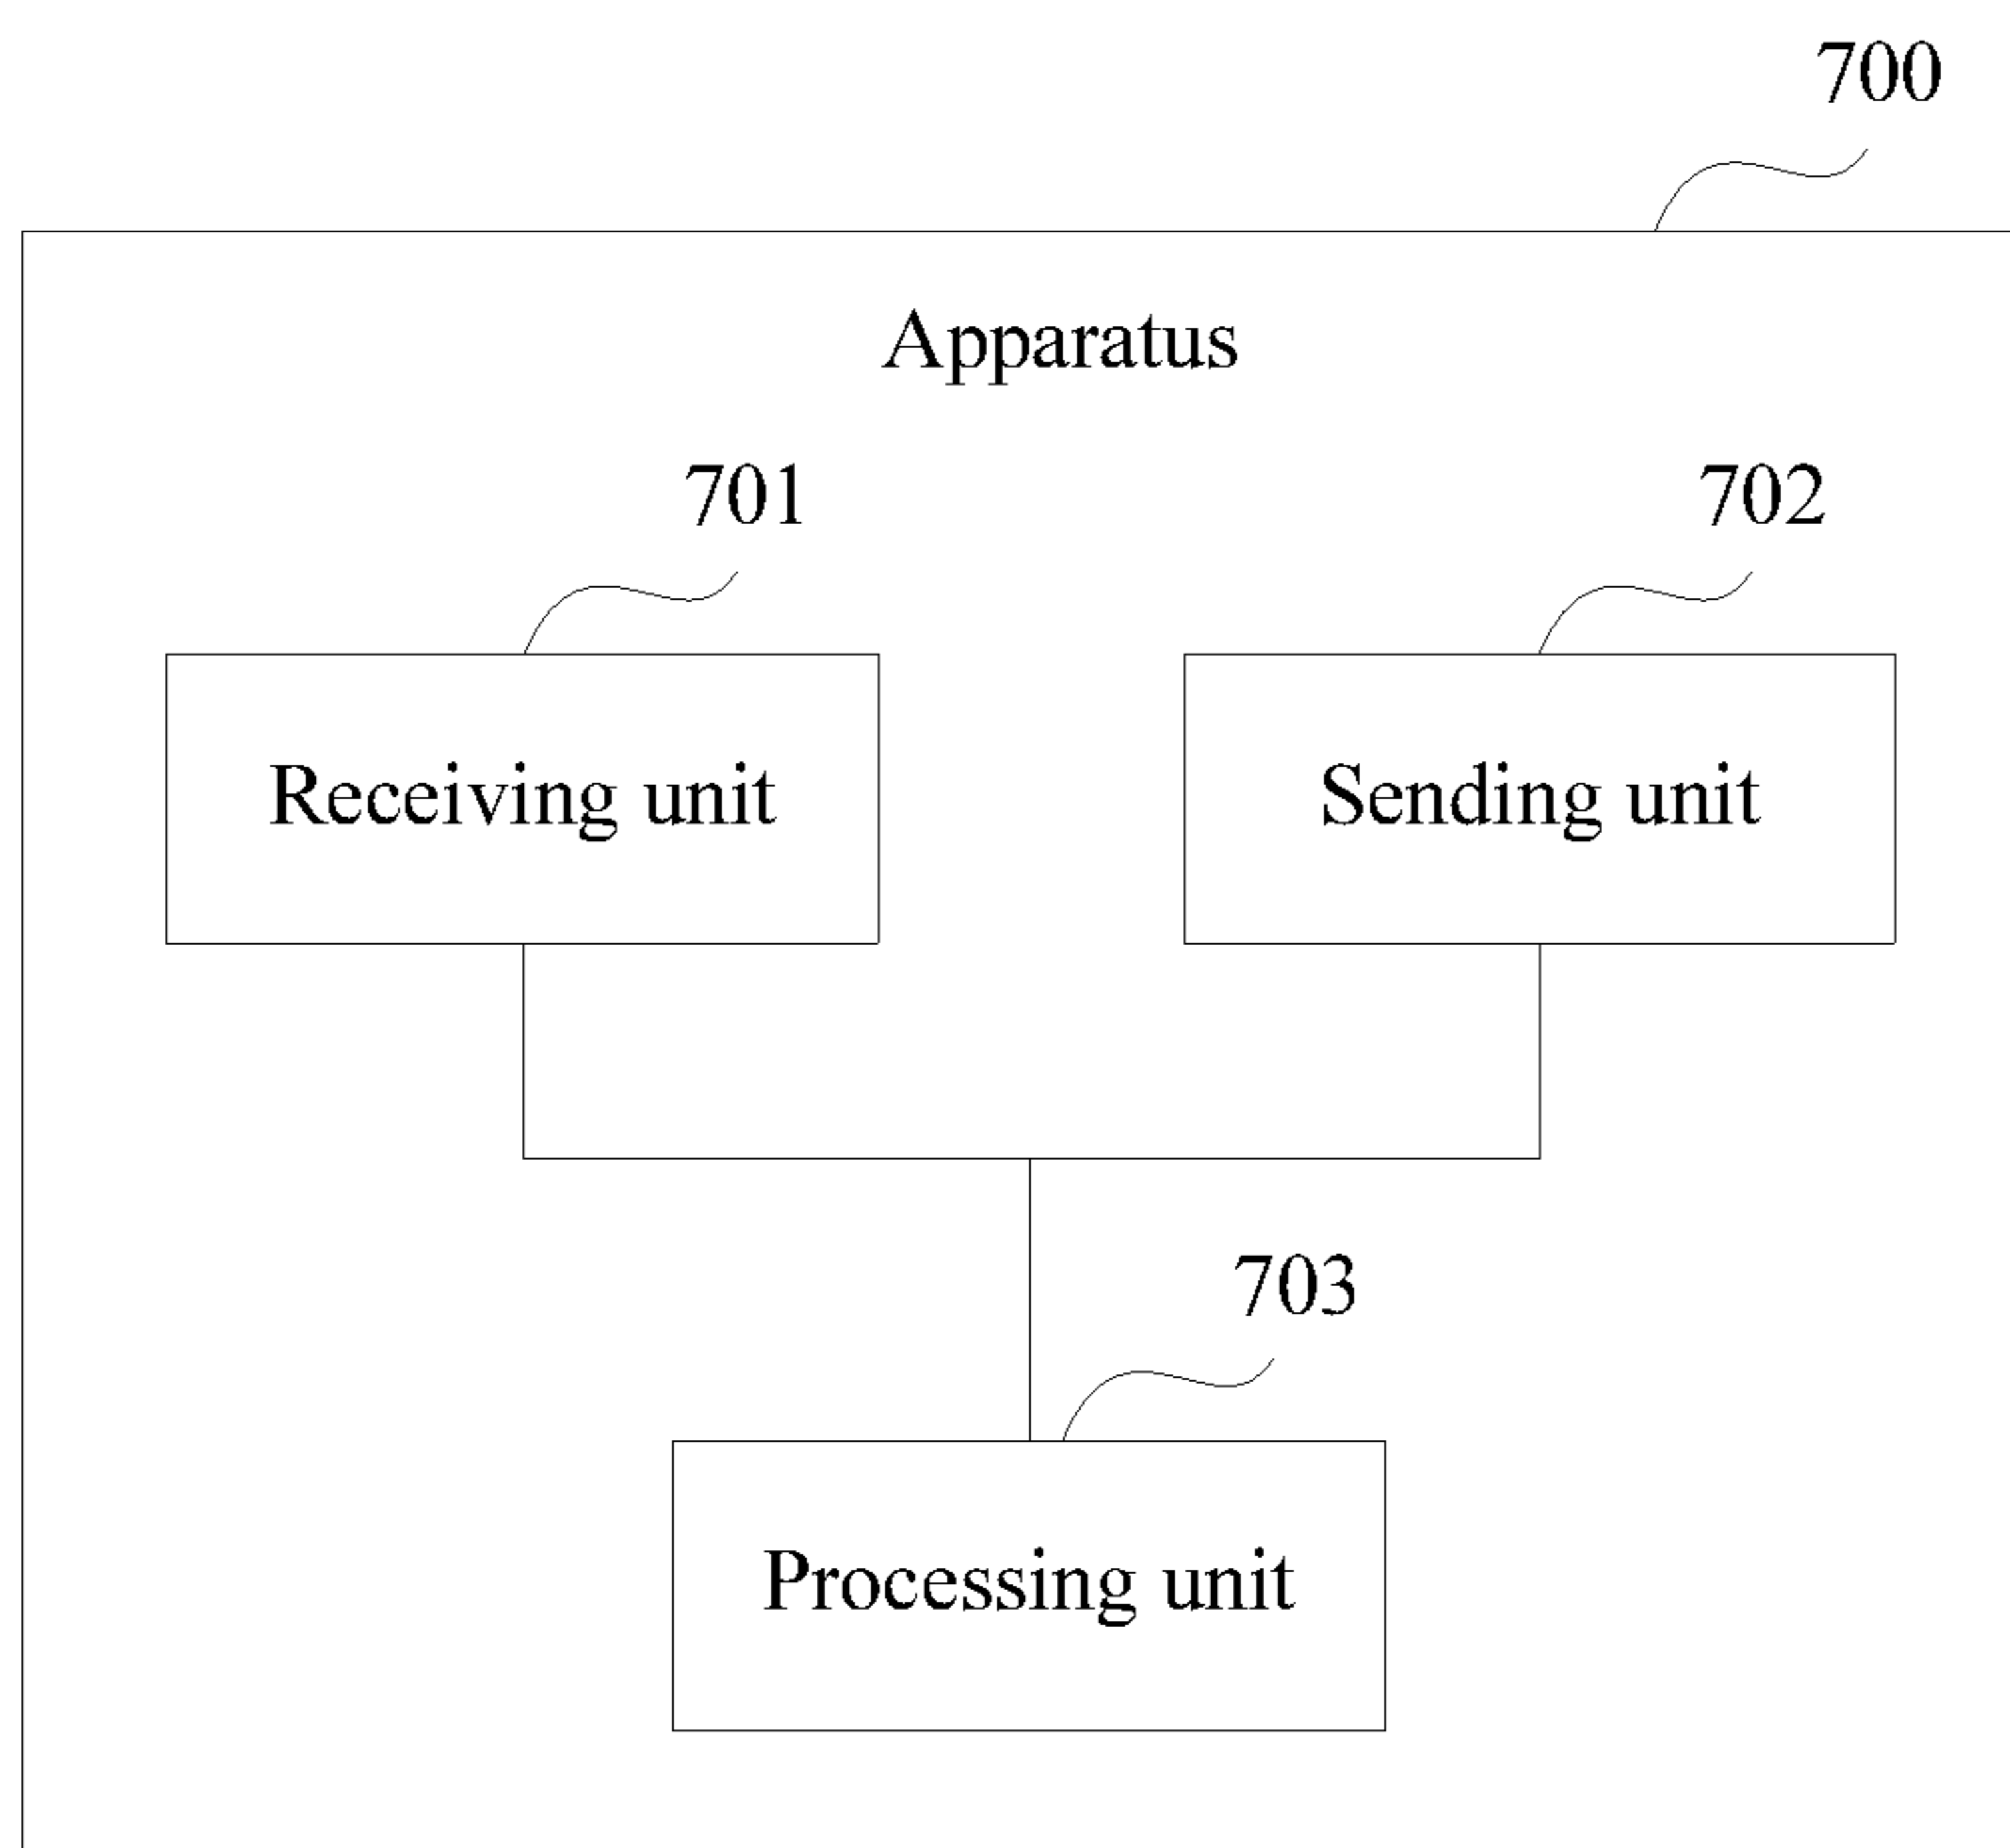 700
Apparatus
701
702
Receiving unit
Sending unit
703
Processing unit